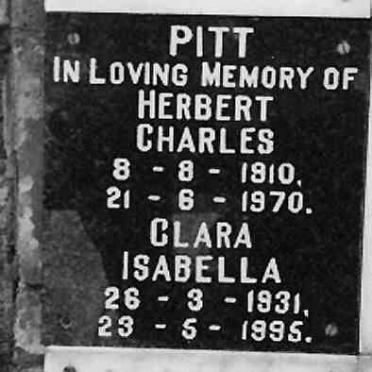 PITT
IN LOVING MEMORY OF
HERBERT
CHARLES
8 - 8 - 1910.
21 - 6 - 1970.
CLARA
ISABELLA
26 - 3 - 1931.
23 - 5 - 1995.